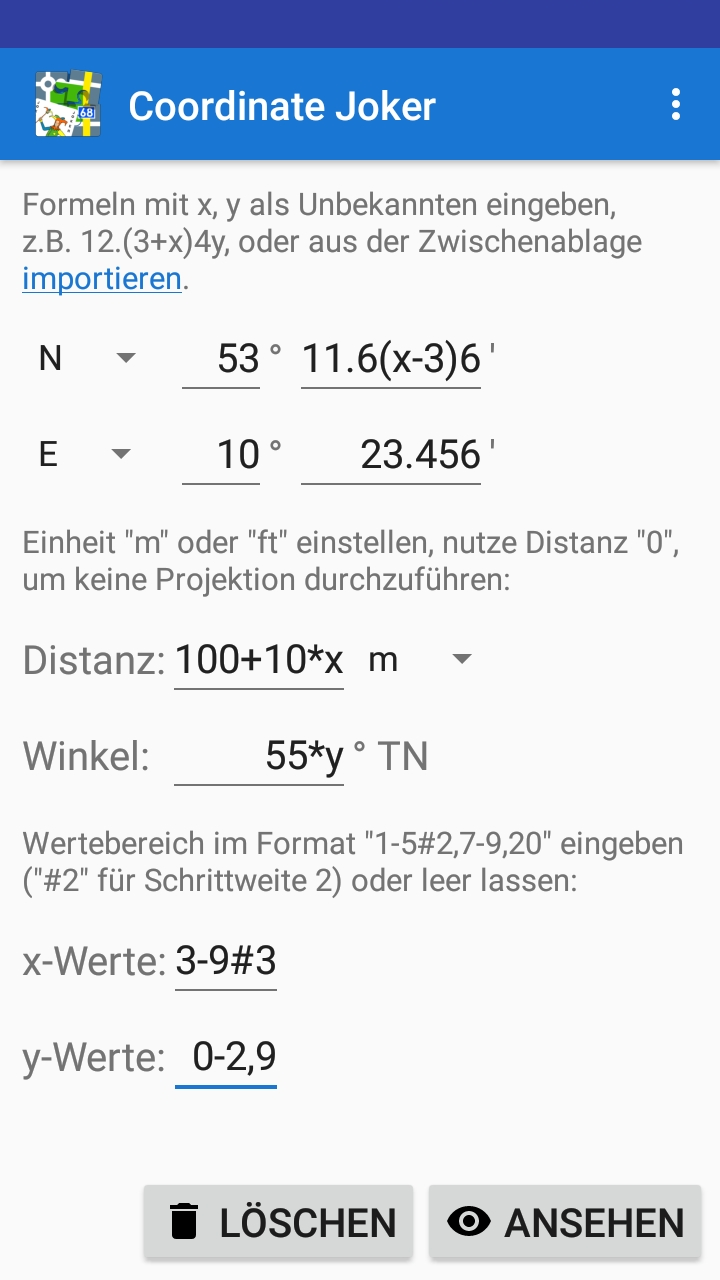 68
Coordinate Joker
Formeln mit x, y als Unbekannten eingeben,
z.B. 12.(3+x)4y, oder aus der Zwischenablage
importieren.
N 53 ° 11.6(x-3)6 '
E 10 ° 23.456 '
Einheit "m" oder "ft" einstellen, nutze Distanz "0",
um keine Projektion durchzuführen:
Distanz: 100+10*x m
Winkel: 55*y ° TN
Wertebereich im Format "1-5#2,7-9,20" eingeben
("#2" für Schrittweite 2) oder leer lassen:
x-Werte: 3-9#3
y-Werte: 0-2,9
LÖSCHEN ANSEHEN